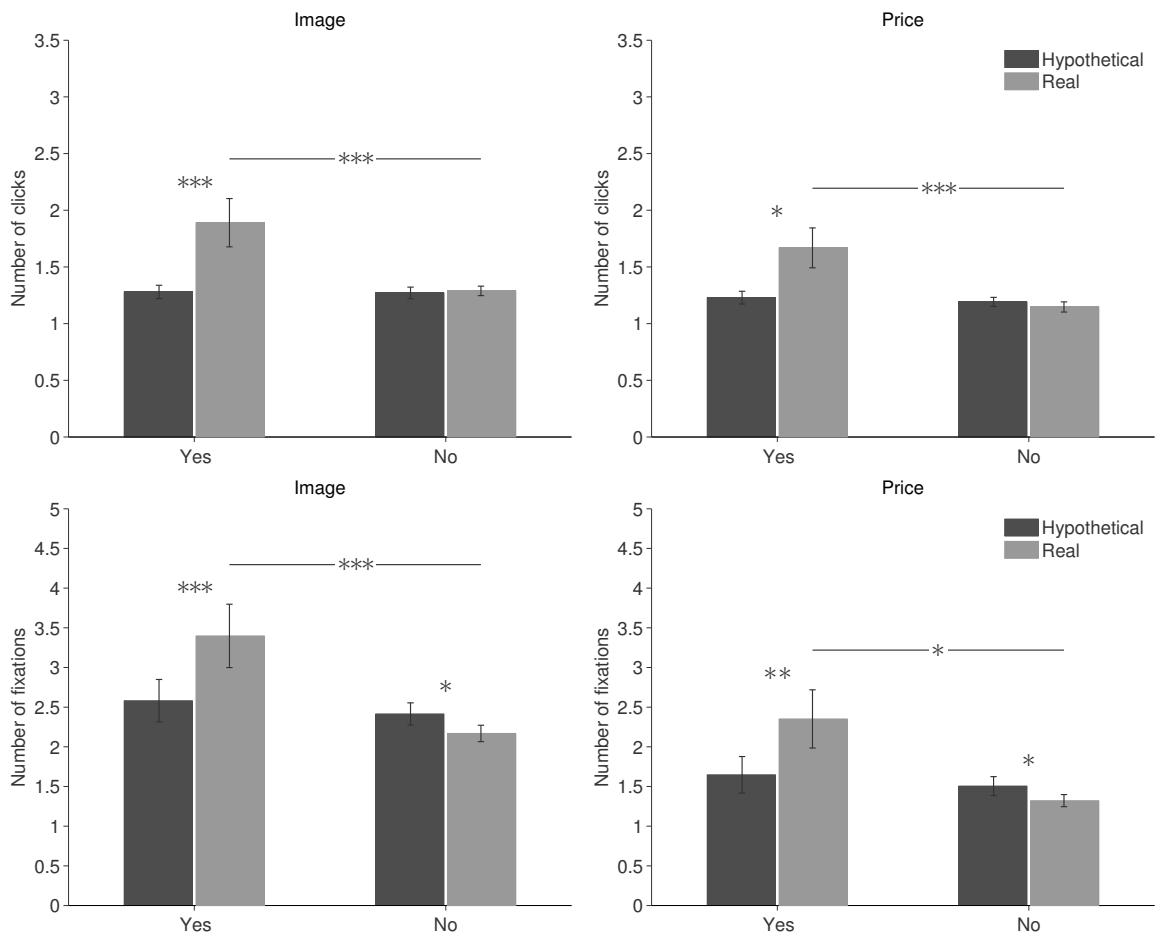 Image
Number of clicks
3.5
3
2.5
2
1.5
1
0.5
0
***
***
Yes
No
Price
Number of clicks
3.5
3
2.5
2
1.5
1
0.5
0
Hypothetical
Real
***
*
Yes
No
Image
Number of fixations
5
4.5
4
3.5
3
2.5
2
1.5
1
0.5
0
***
***
*
Yes
No
Price
Number of fixations
5
4.5
4
3.5
3
2.5
2
1.5
1
0.5
0
Hypothetical
Real
*
**
*
Yes
No